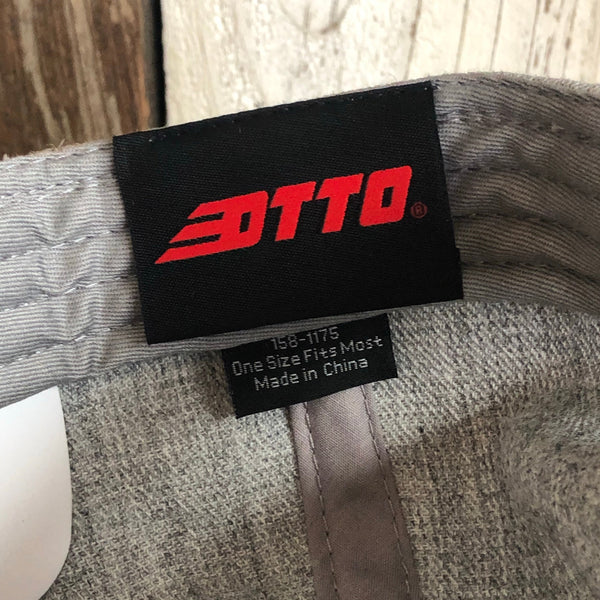 OTTO®
158-1175
One Size Fits Most
Made in China